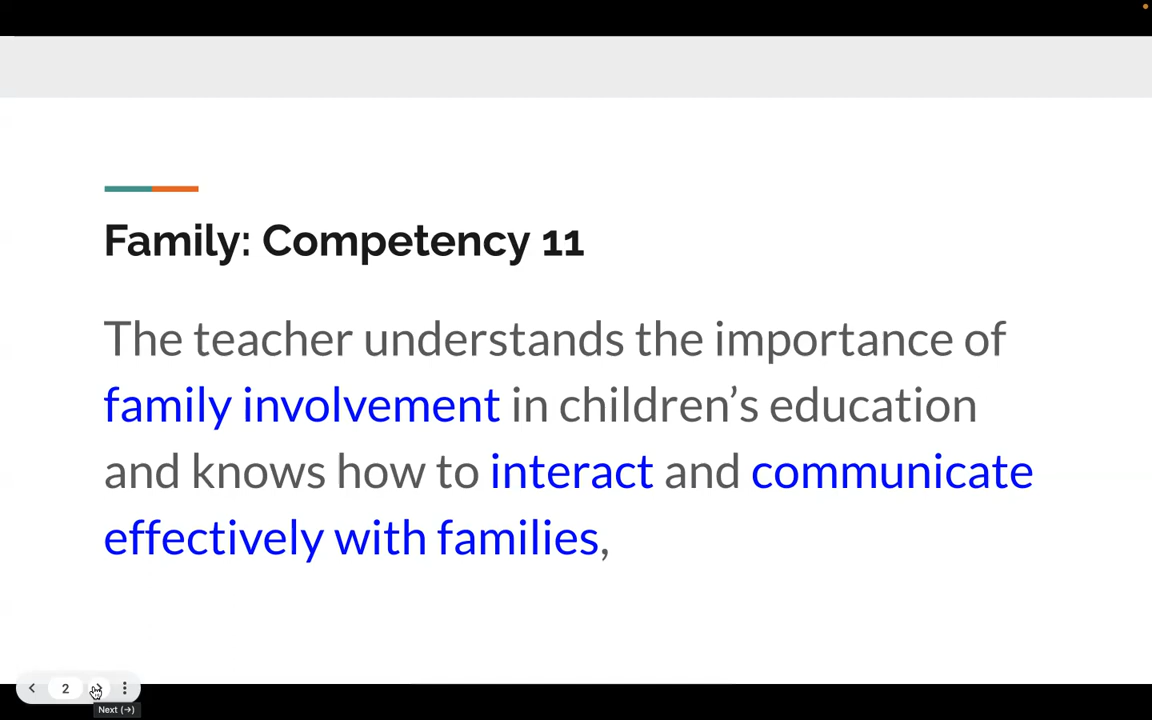 Family: Competency 11
The teacher understands the importance of
family involvement in children’s education
and knows how to interact and communicate
effectively with families,
2
Next (→)